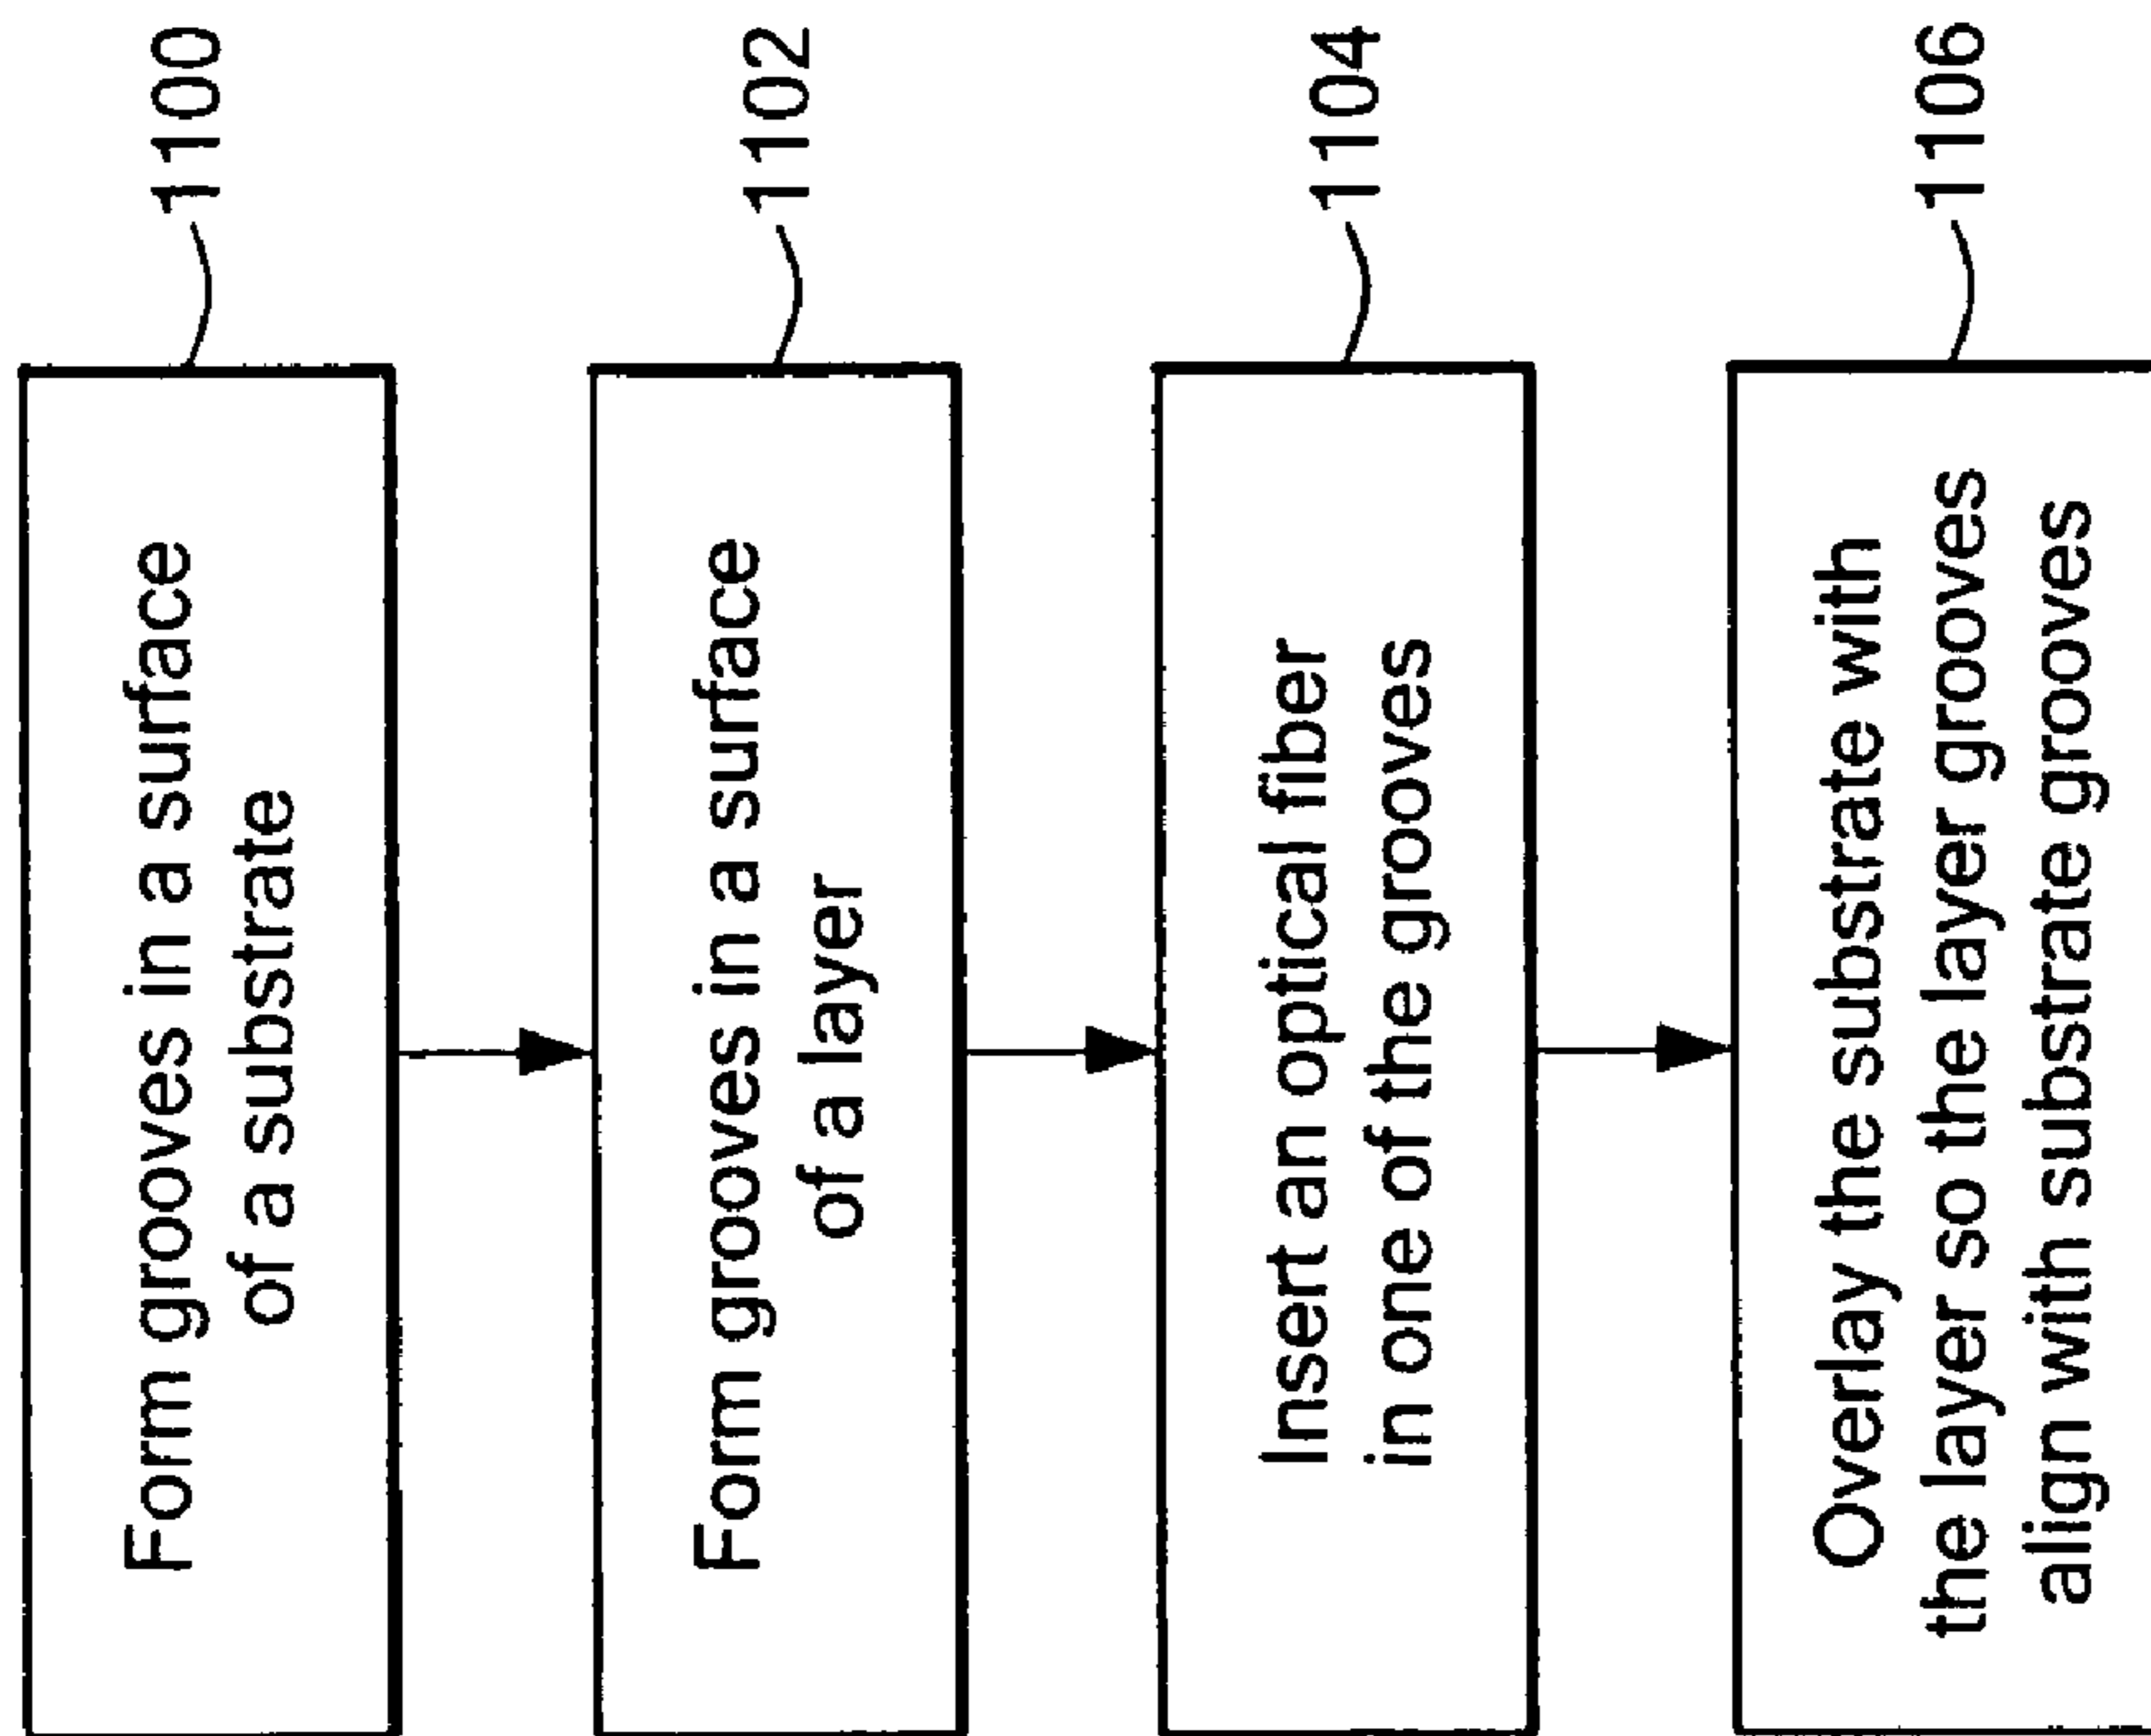 Form grooves in a surface
of a substrate
1100
Form grooves in a surface
of a layer
1102
Insert an optical fiber
in one of the grooves
1104
Overlay the substrate with
the layer so the layer grooves
align with substrate grooves
1106